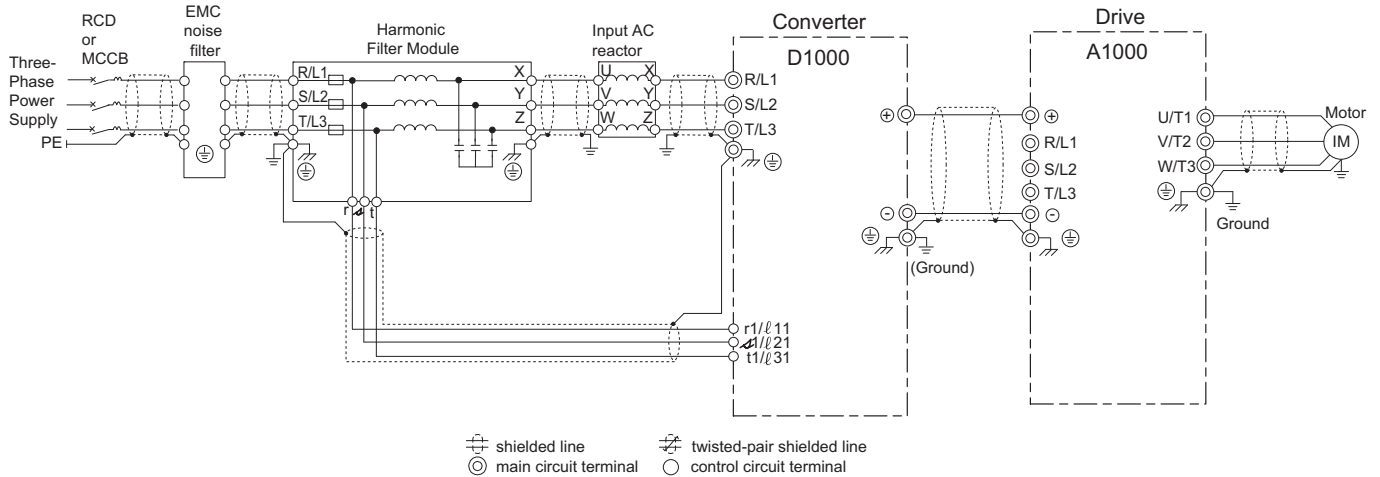 RCD
or
MCCB
EMC
noise
filter
Harmonic
Filter Module
Input AC
reactor
Converter
D1000
Drive
A1000
Three-
Phase
Power
Supply
PE
R/L1
S/L2
T/L3
X
Y
Z
U X
V Y
W Z
R/L1
S/L2
T/L3
r s t
r1/ℓ11
s1/ℓ21
t1/ℓ31
+
-
(Ground)
+
R/L1
S/L2
T/L3
-
U/T1
V/T2
W/T3
Ground
Motor
IM
shielded line
twisted-pair shielded line
main circuit terminal
control circuit terminal